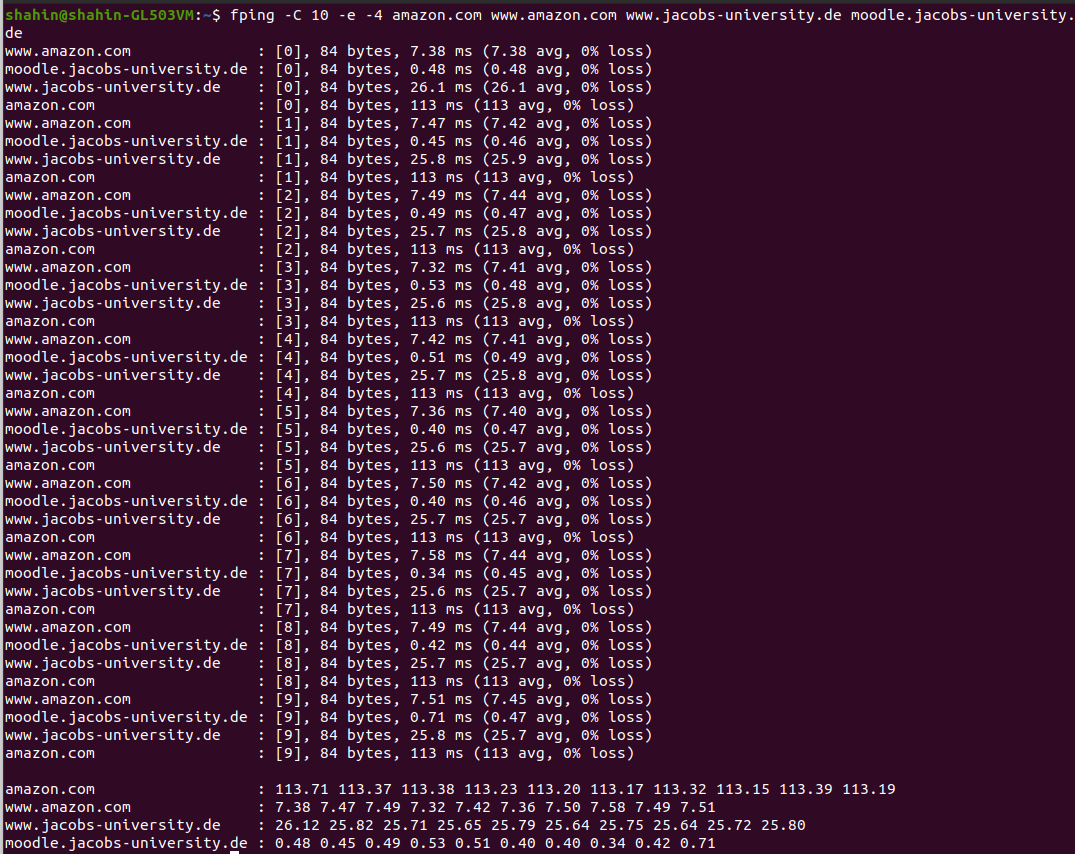 shahin@shahin-GL503VM:~$ fping -C 10 -e -4 amazon.com www.amazon.com www.jacobs-university.de moodle.jacobs-university.
de
www.amazon.com              : [0], 84 bytes, 7.38 ms (7.38 avg, 0% loss)
moodle.jacobs-university.de : [0], 84 bytes, 0.48 ms (0.48 avg, 0% loss)
www.jacobs-university.de    : [0], 84 bytes, 26.1 ms (26.1 avg, 0% loss)
amazon.com                  : [0], 84 bytes, 113 ms (113 avg, 0% loss)
www.amazon.com              : [1], 84 bytes, 7.47 ms (7.42 avg, 0% loss)
moodle.jacobs-university.de : [1], 84 bytes, 0.45 ms (0.46 avg, 0% loss)
www.jacobs-university.de    : [1], 84 bytes, 25.8 ms (25.9 avg, 0% loss)
amazon.com                  : [1], 84 bytes, 113 ms (113 avg, 0% loss)
www.amazon.com              : [2], 84 bytes, 7.49 ms (7.44 avg, 0% loss)
moodle.jacobs-university.de : [2], 84 bytes, 0.49 ms (0.47 avg, 0% loss)
www.jacobs-university.de    : [2], 84 bytes, 25.7 ms (25.8 avg, 0% loss)
amazon.com                  : [2], 84 bytes, 113 ms (113 avg, 0% loss)
www.amazon.com              : [3], 84 bytes, 7.32 ms (7.41 avg, 0% loss)
moodle.jacobs-university.de : [3], 84 bytes, 0.53 ms (0.48 avg, 0% loss)
www.jacobs-university.de    : [3], 84 bytes, 25.6 ms (25.8 avg, 0% loss)
amazon.com                  : [3], 84 bytes, 113 ms (113 avg, 0% loss)
www.amazon.com              : [4], 84 bytes, 7.42 ms (7.41 avg, 0% loss)
moodle.jacobs-university.de : [4], 84 bytes, 0.51 ms (0.49 avg, 0% loss)
www.jacobs-university.de    : [4], 84 bytes, 25.7 ms (25.8 avg, 0% loss)
amazon.com                  : [4], 84 bytes, 113 ms (113 avg, 0% loss)
www.amazon.com              : [5], 84 bytes, 7.36 ms (7.40 avg, 0% loss)
moodle.jacobs-university.de : [5], 84 bytes, 0.40 ms (0.47 avg, 0% loss)
www.jacobs-university.de    : [5], 84 bytes, 25.6 ms (25.7 avg, 0% loss)
amazon.com                  : [5], 84 bytes, 113 ms (113 avg, 0% loss)
www.amazon.com              : [6], 84 bytes, 7.50 ms (7.42 avg, 0% loss)
moodle.jacobs-university.de : [6], 84 bytes, 0.40 ms (0.46 avg, 0% loss)
www.jacobs-university.de    : [6], 84 bytes, 25.7 ms (25.7 avg, 0% loss)
amazon.com                  : [6], 84 bytes, 113 ms (113 avg, 0% loss)
www.amazon.com              : [7], 84 bytes, 7.58 ms (7.44 avg, 0% loss)
moodle.jacobs-university.de : [7], 84 bytes, 0.34 ms (0.45 avg, 0% loss)
www.jacobs-university.de    : [7], 84 bytes, 25.6 ms (25.7 avg, 0% loss)
amazon.com                  : [7], 84 bytes, 113 ms (113 avg, 0% loss)
www.amazon.com              : [8], 84 bytes, 7.49 ms (7.44 avg, 0% loss)
moodle.jacobs-university.de : [8], 84 bytes, 0.42 ms (0.44 avg, 0% loss)
www.jacobs-university.de    : [8], 84 bytes, 25.7 ms (25.7 avg, 0% loss)
amazon.com                  : [8], 84 bytes, 113 ms (113 avg, 0% loss)
www.amazon.com              : [9], 84 bytes, 7.51 ms (7.45 avg, 0% loss)
moodle.jacobs-university.de : [9], 84 bytes, 0.71 ms (0.47 avg, 0% loss)
www.jacobs-university.de    : [9], 84 bytes, 25.8 ms (25.7 avg, 0% loss)
amazon.com                  : [9], 84 bytes, 113 ms (113 avg, 0% loss)

amazon.com                  : 113.71 113.37 113.38 113.23 113.20 113.17 113.32 113.15 113.39 113.19
www.amazon.com              : 7.38 7.47 7.49 7.32 7.42 7.36 7.50 7.58 7.49 7.51
www.jacobs-university.de    : 26.12 25.82 25.71 25.65 25.79 25.64 25.75 25.64 25.72 25.80
moodle.jacobs-university.de : 0.48 0.45 0.49 0.53 0.51 0.40 0.40 0.34 0.42 0.71